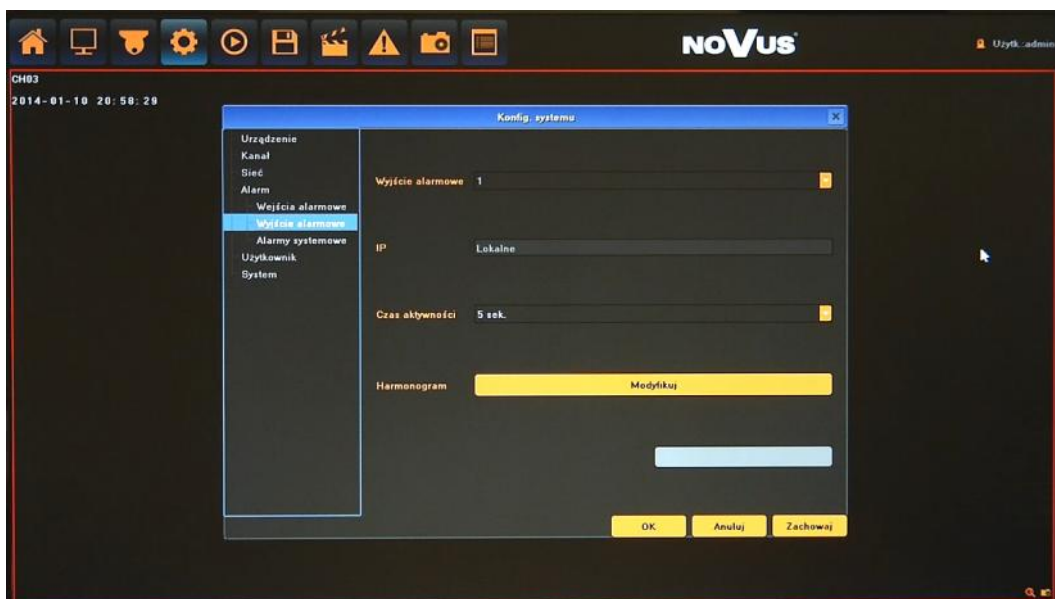 NOVUS
Użytk.:admin
CH03
2014-01-10 20:58:29
Konfig. systemu
Urządzenie
Kanał
Sieć
Alarm
Wejścia alarmowe
Wyjścia alarmowe
Alarmy systemowe
Użytkownik
System
Wyjście alarmowe 1
IP Lokalne
Czas aktywności 5 sek.
Harmonogram Modyfikuj
OK Anuluj Zachowaj